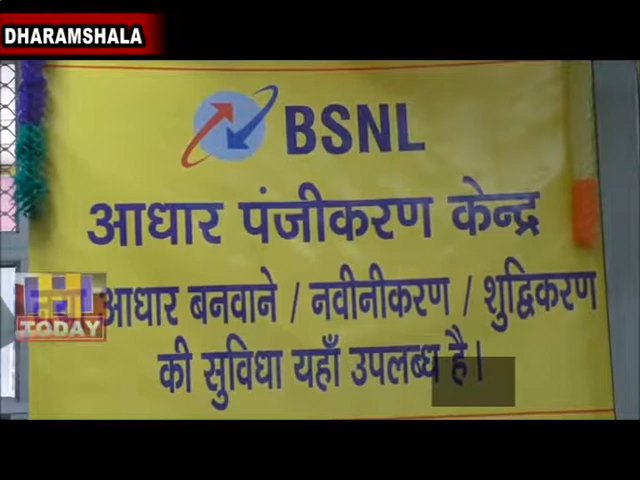 DHARAMSHALA
BSNL
आधार पंजीकरण केन्द्र
आधार बनवाने / नवीनीकरण / शुद्धिकरण
की सुविधा यहाँ उपलब्ध है।
H
TODAY